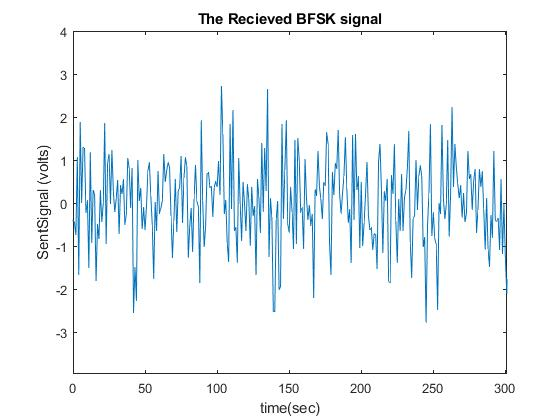 The Recieved BFSK signal
4
3
2
1
0
-1
-2
-3
SentSignal (volts)
0 50 100 150 200 250 300
time(sec)